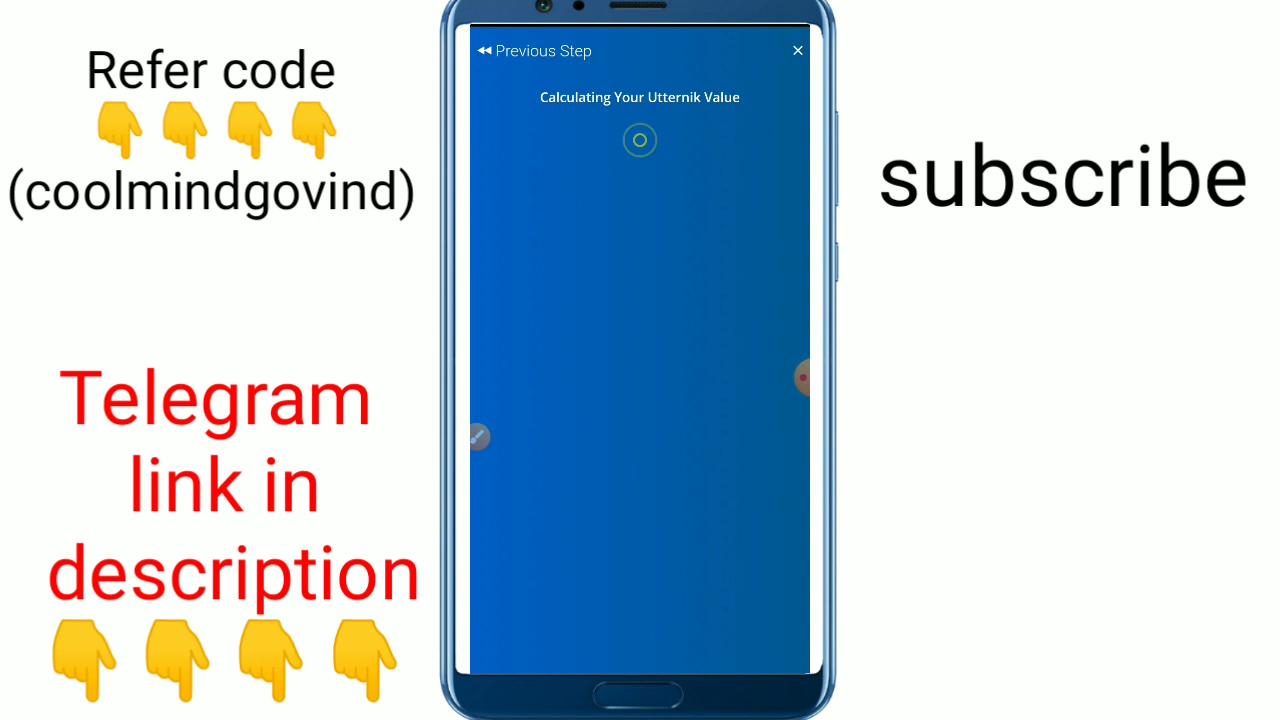 Refer code
👇👇👇👇
(coolmindgovind)
Telegram
link in
description
👇👇👇👇
Previous Step
Calculating Your Utternik Value
subscribe